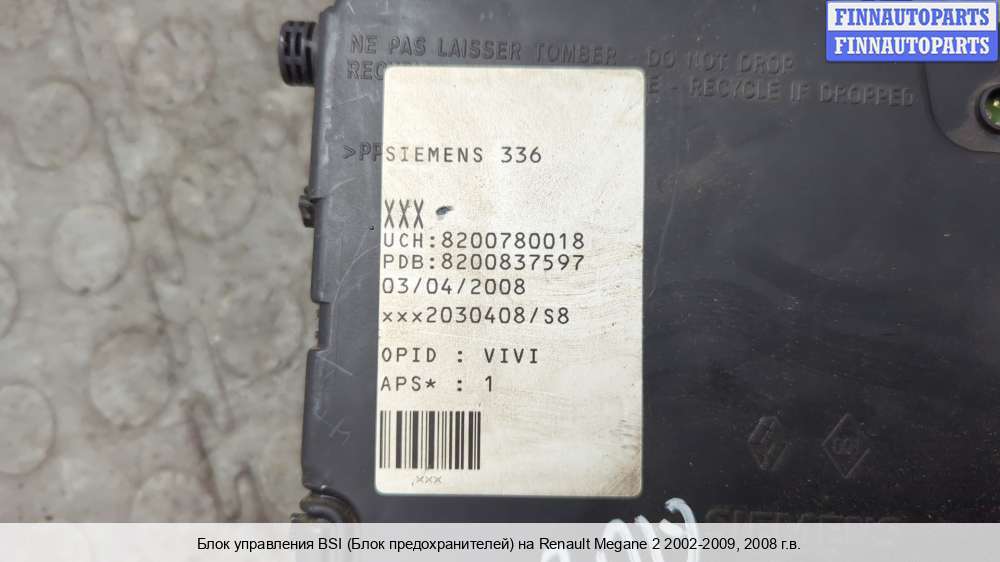 FINNAUTOPARTS
FINNAUTOPARTS
NE PAS LAISSER TOMBER - DO NOT DROP
E - RECYCLE IF DROPPED
SIEMENS 336
XXX
UCH:8200780018
PDB:8200837597
03/04/2008
xxx2030408/S8
OPID : VIVI
APS* : 1
xxx
SIEMENS
Блок управления BSI (Блок предохранителей) на Renault Megane 2 2002-2009, 2008 г.в.